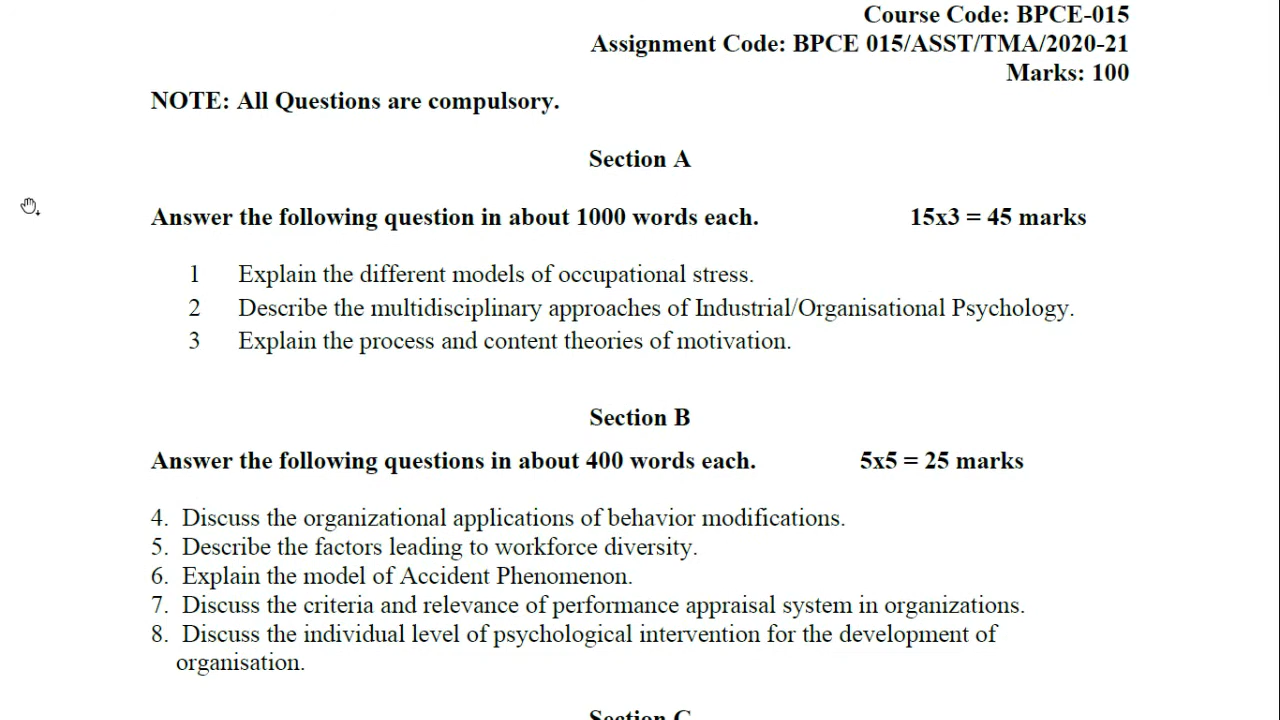 Course Code: BPCE-015
Assignment Code: BPCE 015/ASST/TMA/2020-21
Marks: 100
NOTE: All Questions are compulsory.
Section A
Answer the following question in about 1000 words each. 15x3 = 45 marks
1 Explain the different models of occupational stress.
2 Describe the multidisciplinary approaches of Industrial/Organisational Psychology.
3 Explain the process and content theories of motivation.
Section B
Answer the following questions in about 400 words each. 5x5 = 25 marks
4. Discuss the organizational applications of behavior modifications.
5. Describe the factors leading to workforce diversity.
6. Explain the model of Accident Phenomenon.
7. Discuss the criteria and relevance of performance appraisal system in organizations.
8. Discuss the individual level of psychological intervention for the development of
organisation.
Section C